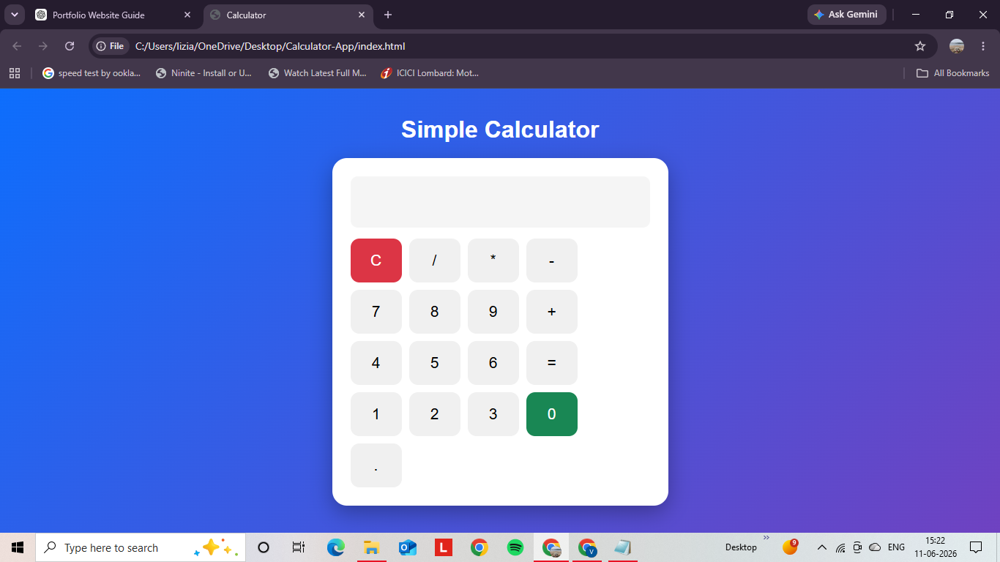 Portfolio Website Guide
Calculator
Ask Gemini
File
C:/Users/lizia/OneDrive/Desktop/Calculator-App/index.html
speed test by ookla...
Ninite - Install or U...
Watch Latest Full M...
ICICI Lombard: Mot...
All Bookmarks
Simple Calculator
C / * -
7 8 9 +
4 5 6 =
1 2 3 0
.
Type here to search
L
V
Desktop
9
ENG
15:22
11-06-2026